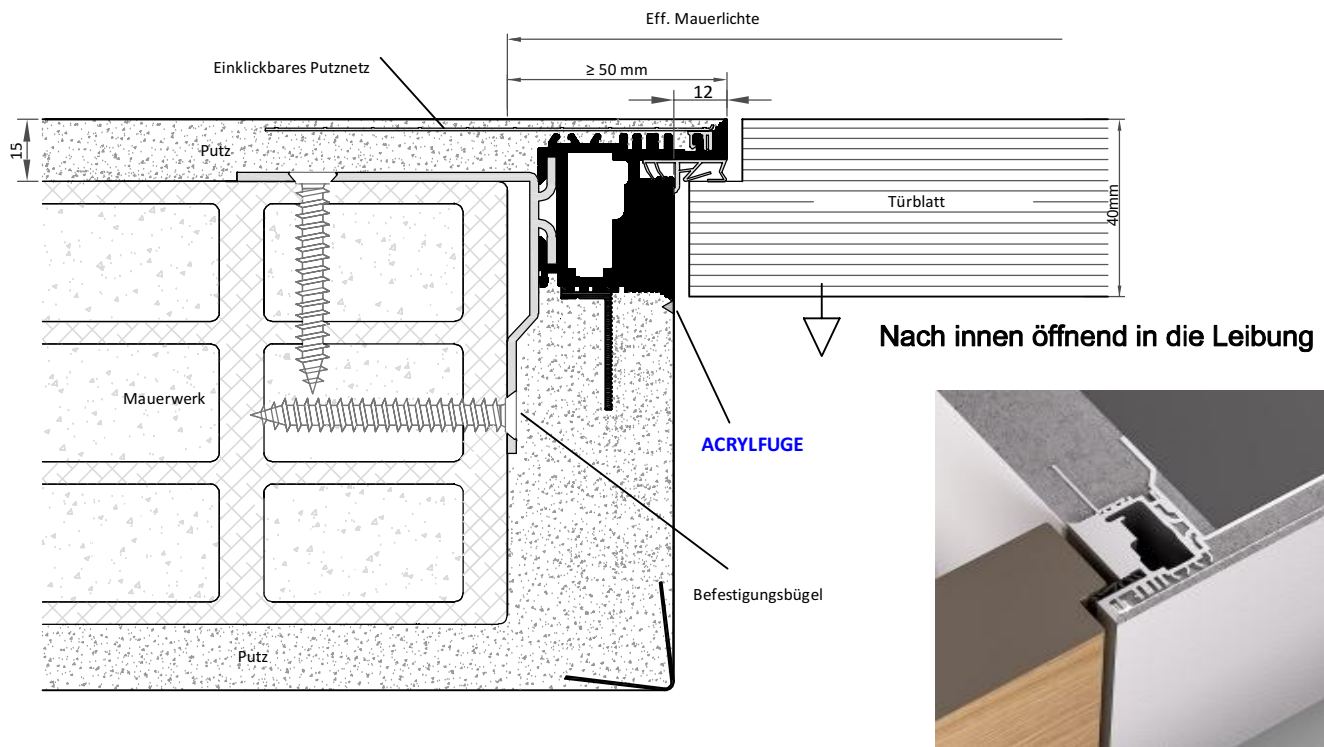 Eff. Mauerlichte
Einklickbares Putznetz
≥ 50 mm
12
15
Putz
Türblatt
40mm
Nach innen öffnend in die Leibung
Mauerwerk
ACRYLFUGE
Befestigungsbügel
Putz